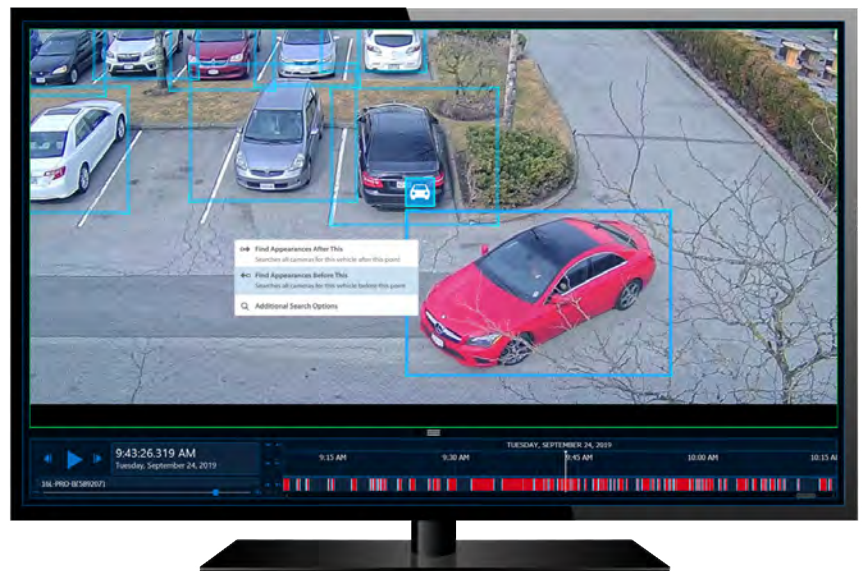 Find Appearances After This
Searches all cameras for this vehicle after this point
Find Appearances Before This
Searches all cameras for this vehicle before this point
Additional Search Options
TUESDAY, SEPTEMBER 24, 2019
9:43:26.319 AM
Tuesday, September 24, 2019
9:15 AM 9:30 AM 9:45 AM 10:00 AM 10:15 A